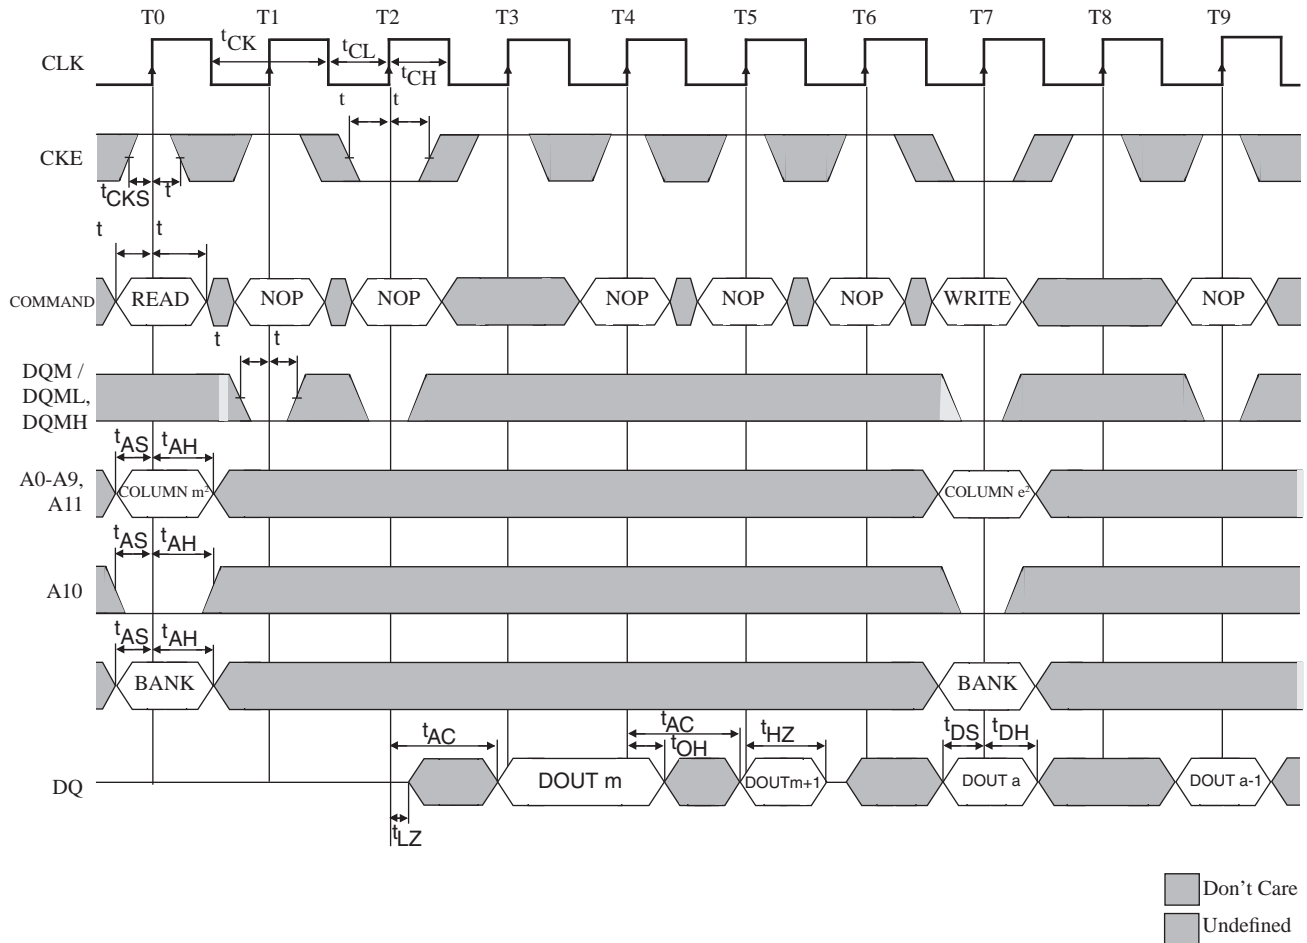 T0 T1 T2 T3 T4 T5 T6 T7 T8 T9
tCK tCL
CLK
tCH
t t
CKE
tCKS t
t t
COMMAND READ NOP NOP NOP NOP NOP WRITE NOP
t t
DQM /
DQML,
DQMH
tAS tAH
A0-A9,
A11
COLUMN m² COLUMN e²
tAS tAH
A10
tAS tAH
BANK BANK
tAC tAC tHZ tDS tDH
tOH
DQ DOUT m DOUTm+1 DOUT a DOUT a-1
tLZ
Don't Care
Undefined